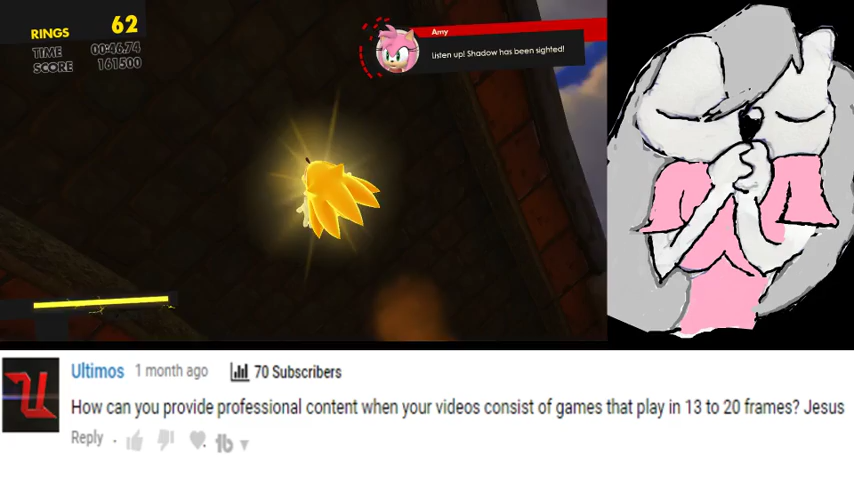 RINGS 62
TIME 00:46.74
SCORE 161500
Amy
Listen up! Shadow has been sighted!
Ultimos 1 month ago 70 Subscribers
How can you provide professional content when your videos consist of games that play in 13 to 20 frames? Jesus
Reply